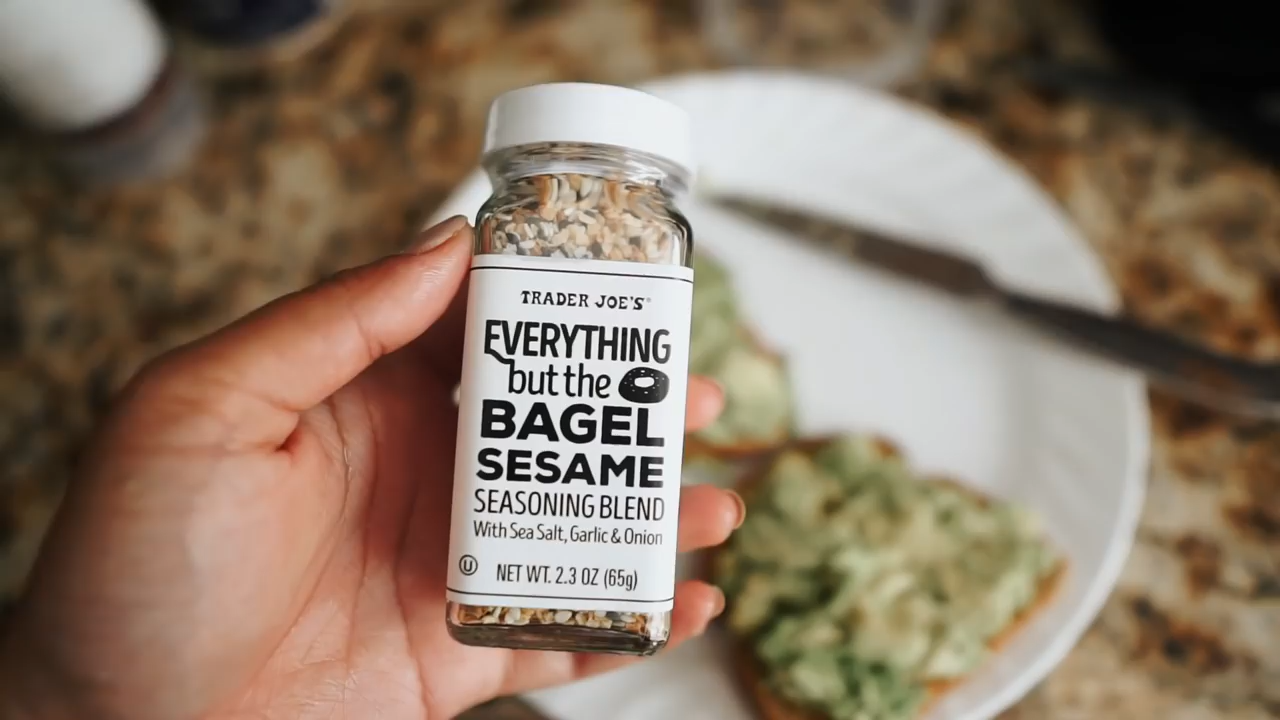 TRADER JOE'S®
EVERYTHING
but the
BAGEL
SESAME
SEASONING BLEND
With Sea Salt, Garlic & Onion
U
NET WT. 2.3 OZ (65g)